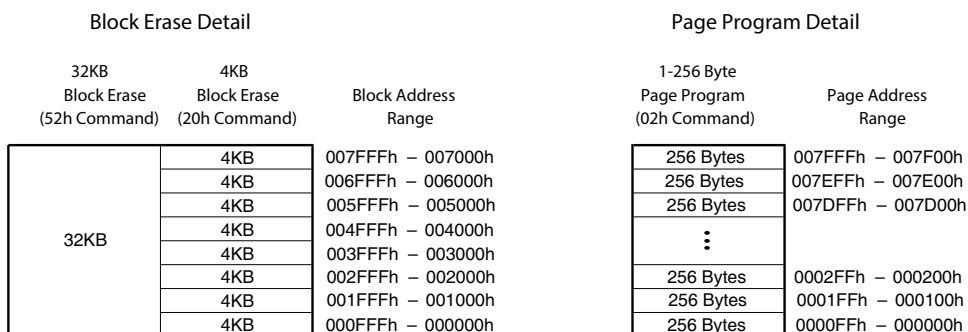 Block Erase Detail
Page Program Detail
32KB
Block Erase
(52h Command)
4KB
Block Erase
(20h Command)
Block Address
Range
1-256 Byte
Page Program
(02h Command)
Page Address
Range
32KB
4KB 007FFFh – 007000h
4KB 006FFFh – 006000h
4KB 005FFFh – 005000h
4KB 004FFFh – 004000h
4KB 003FFFh – 003000h
4KB 002FFFh – 002000h
4KB 001FFFh – 001000h
4KB 000FFFh – 000000h
256 Bytes 007FFFh – 007F00h
256 Bytes 007EFFh – 007E00h
256 Bytes 007DFFh – 007D00h
⋮
256 Bytes 0002FFh – 000200h
256 Bytes 0001FFh – 000100h
256 Bytes 0000FFh – 000000h